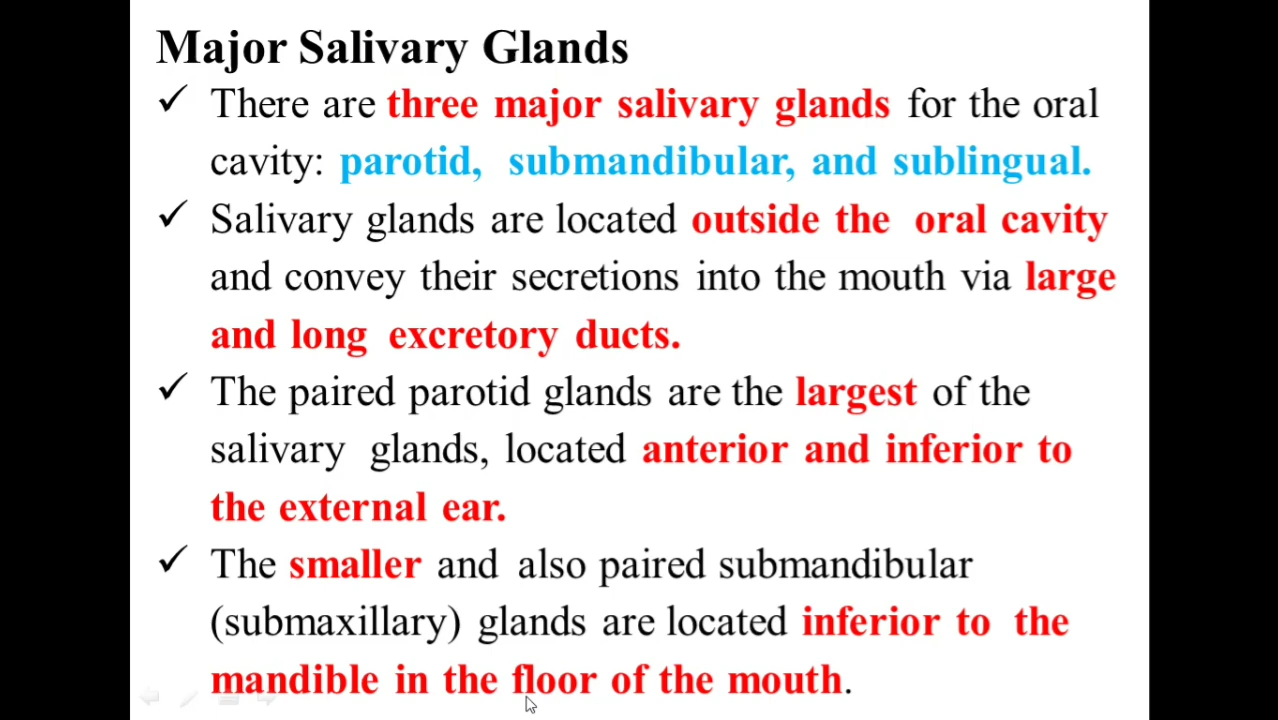 Major Salivary Glands
✓ There are three major salivary glands for the oral
cavity: parotid, submandibular, and sublingual.
✓ Salivary glands are located outside the oral cavity
and convey their secretions into the mouth via large
and long excretory ducts.
✓ The paired parotid glands are the largest of the
salivary glands, located anterior and inferior to
the external ear.
✓ The smaller and also paired submandibular
(submaxillary) glands are located inferior to the
mandible in the floor of the mouth.